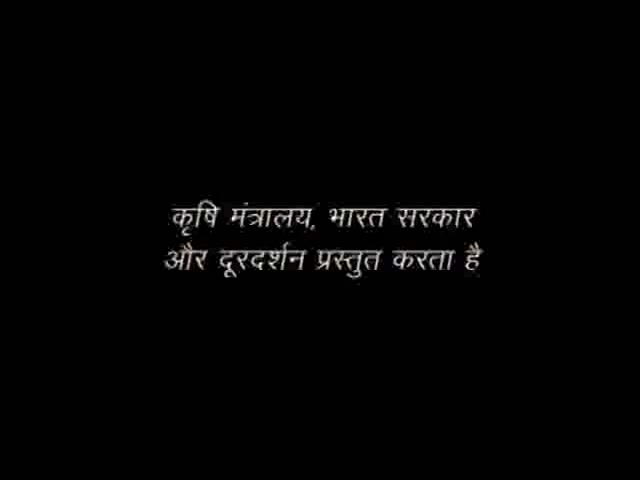 कृषि मंत्रालय, भारत सरकार
और दूरदर्शन प्रस्तुत करता है